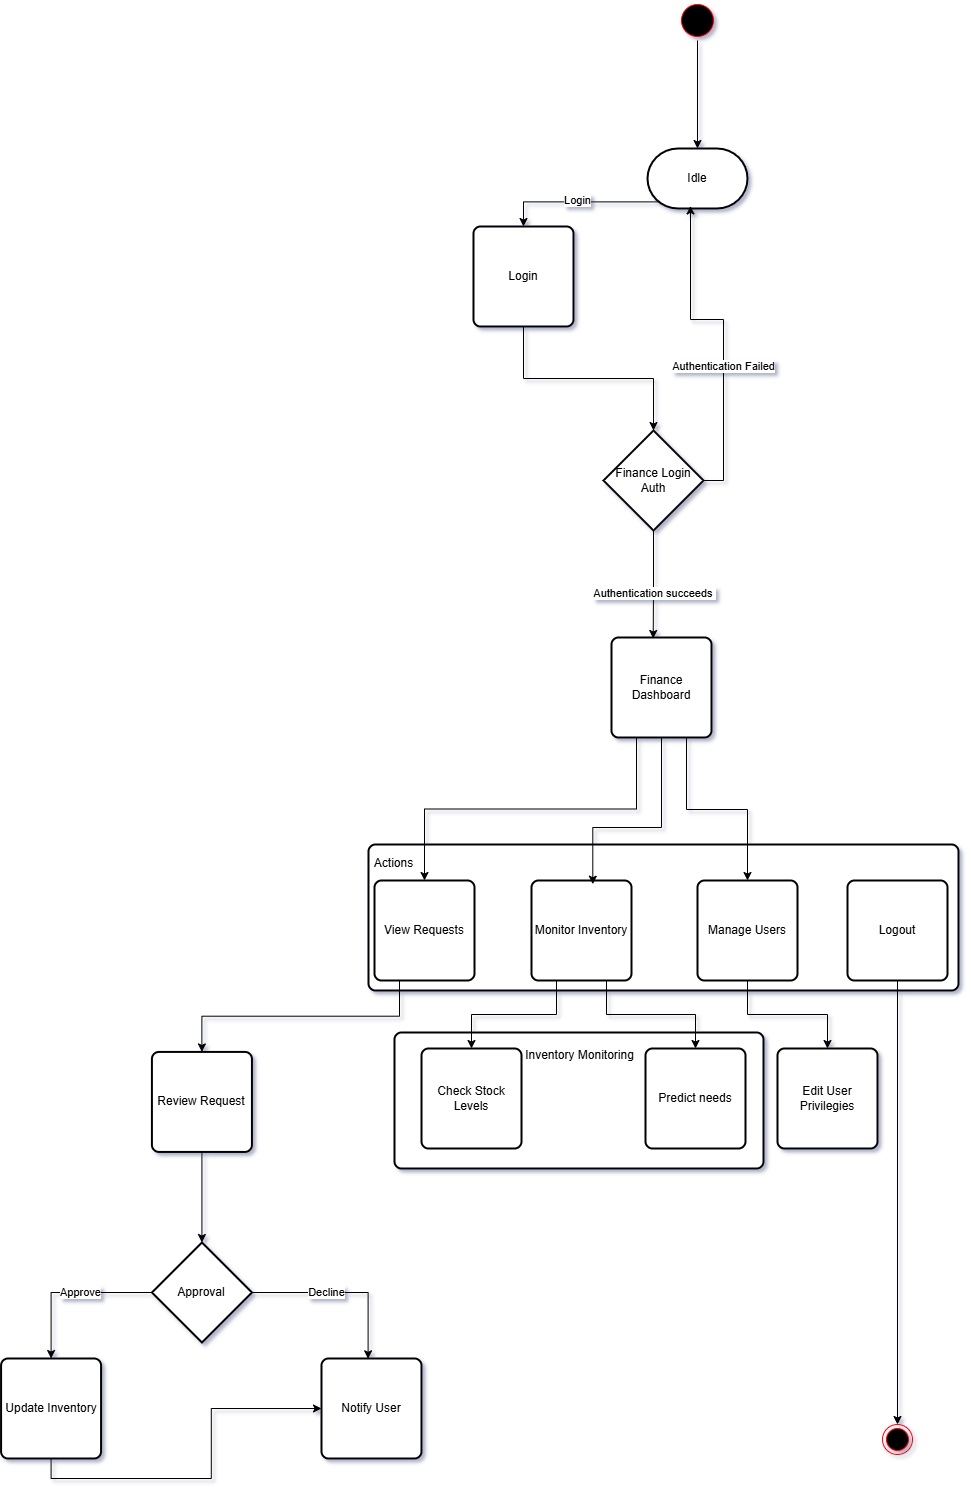 Idle
Login
Login
Authentication Failed
Finance Login
Auth
Authentication succeeds
Finance
Dashboard
Actions
View Requests
Monitor Inventory
Manage Users
Logout
Inventory Monitoring
Check Stock
Levels
Predict needs
Edit User
Privilegies
Review Request
Approval
Approve
Decline
Update Inventory
Notify User